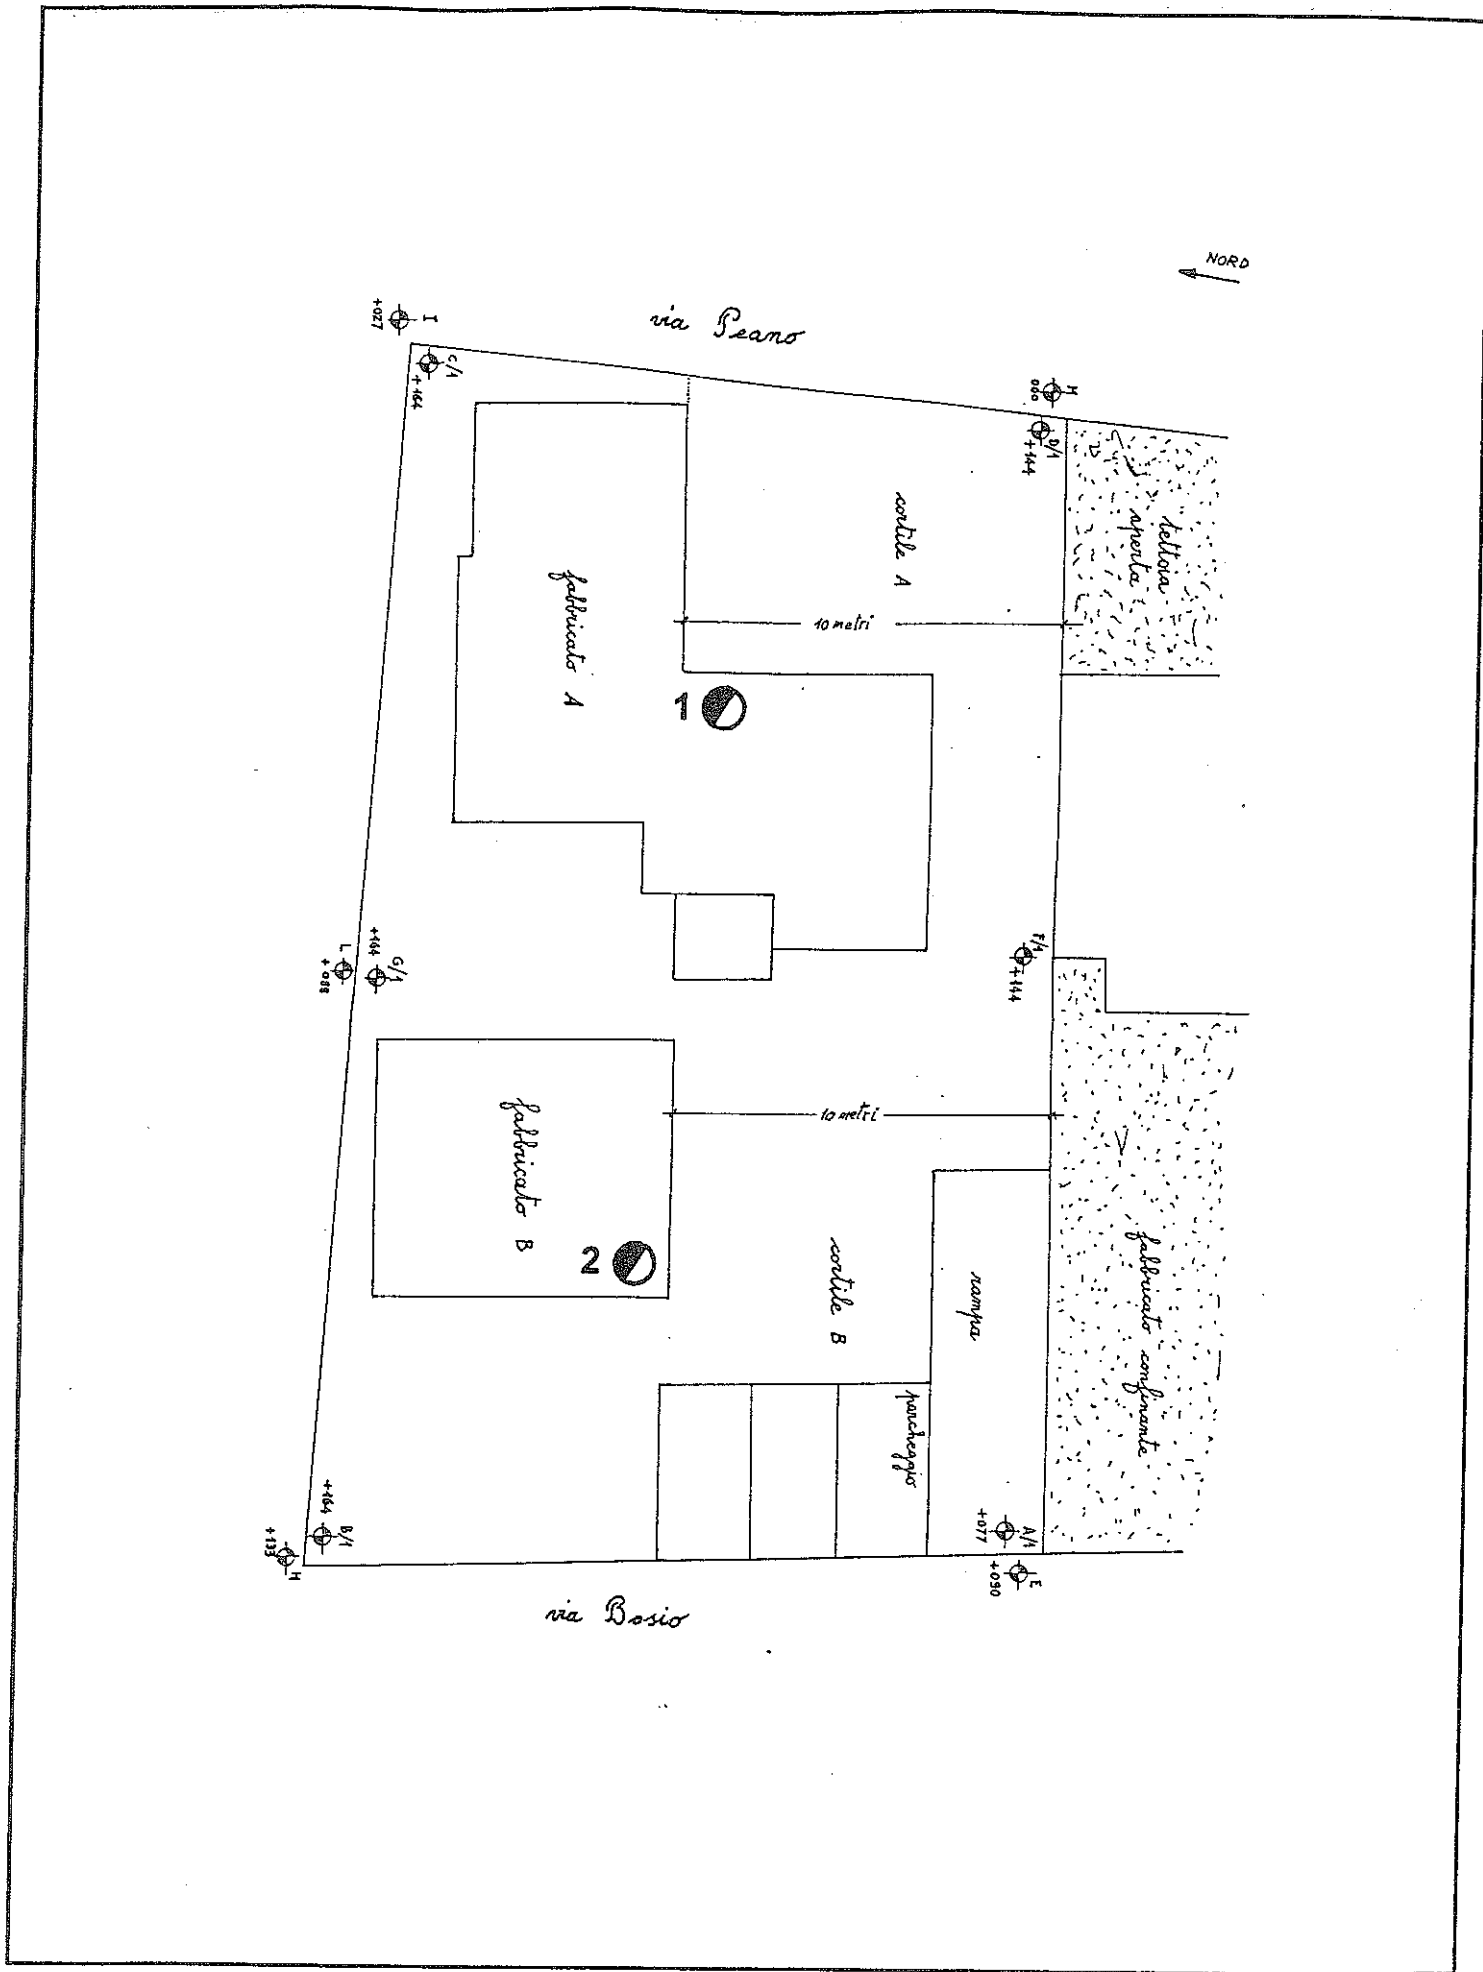 NORD
via Peano
I
+027
C/1
+164
M
000
D/1
+144
cortile A
tettoia
aperta
fabbricato A
10 metri
1
F/1
+144
G/1
+144
L
+088
10 metri
fabbricato B
2
cortile B
rampa
fabbricato confinante
parcheggio
B/1
+164
H
+133
A/1
+077
E
+090
via Bosio